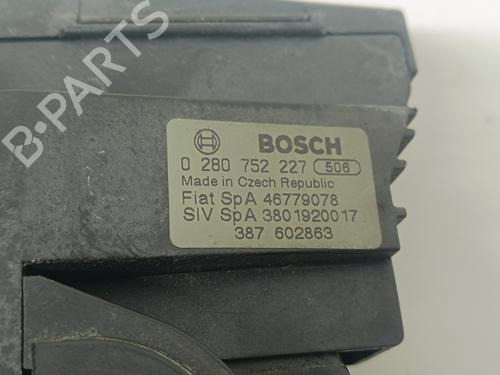 B-PARTS
BOSCH
0 280 752 227 506
Made in Czech Republic
Fiat SpA 46779078
SIV SpA 3801920017
387 602863